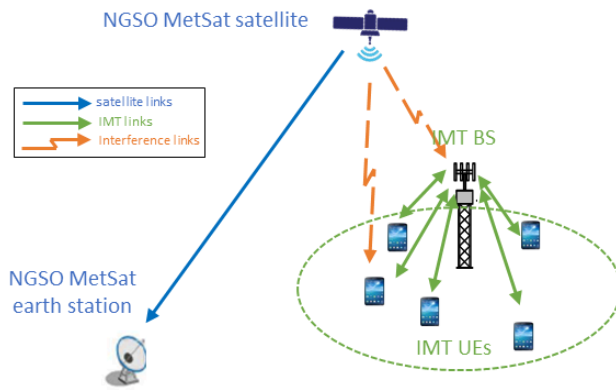 NGSO MetSat satellite
satellite links
IMT links
Interference links
IMT BS
NGSO MetSat
earth station
IMT UEs